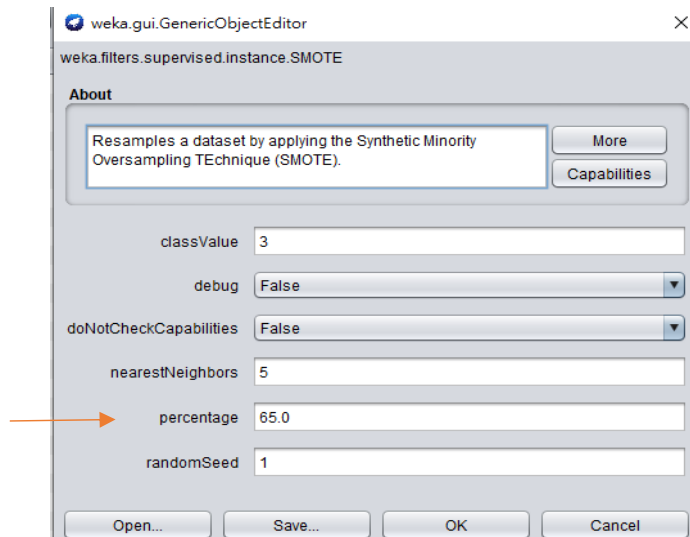 weka.gui.GenericObjectEditor
weka.filters.supervised.instance.SMOTE
About
Resamples a dataset by applying the Synthetic Minority
Oversampling TEchnique (SMOTE).
More
Capabilities
classValue 3
debug False
doNotCheckCapabilities False
nearestNeighbors 5
percentage 65.0
randomSeed 1
Open... Save... OK Cancel